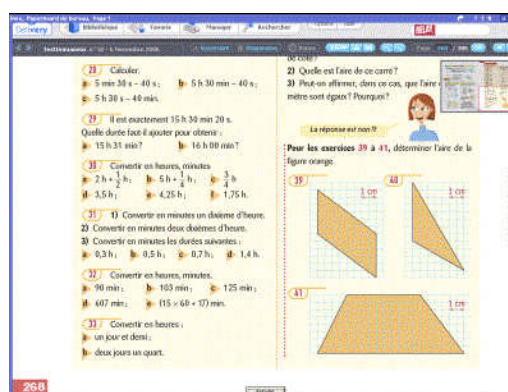 Bibliothèque
Favoris
Manager
Rechercher
RELAT
28 Calculer.
a- 5 min 30 s – 40 s ; b- 5 h 30 min – 40 s ;
c- 5 h 30 s – 40 min.
29 Il est exactement 15 h 30 min 20 s.
Quelle durée faut il ajouter pour obtenir :
a- 15 h 31 min ? b- 16 h 00 min ?
30 Convertir en heures, minutes
a- 2 h + 1/2 h ; b- 5 h + 1/4 h ; c- 3/4 h
d- 3,5 h ; e- 4,25 h ; f- 1,75 h.
31 1) Convertir en minutes un dixième d'heure.
2) Convertir en minutes deux dixièmes d'heure.
3) Convertir en minutes les durées suivantes :
a- 0,3 h ; b- 0,5 h ; c- 0,7 h ; d- 1,4 h.
32 Convertir en heures, minutes.
a- 90 min ; b- 103 min ; c- 125 min ;
d- 607 min ; e- (15 × 60 + 17) min.
33 Convertir en heures :
a- un jour et demi ;
b- deux jours un quart.
268
de côté ?
2) Quelle est l'aire de ce carré ?
3) Peut-on affirmer, dans ce cas, que l'aire
mètre sont égaux ? Pourquoi ?
La réponse est non !!
Pour les exercices 39 à 41, déterminer l'aire de la
figure orange.
39
1 cm
40
1 cm
41
1 cm